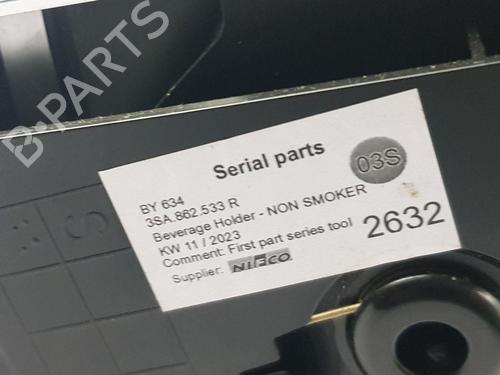 B·PARTS
Serial parts
03S
BY 634
3SA.862.533 R
Beverage Holder - NON SMOKER
KW 11 / 2023
Comment: First part series tool
2632
Supplier: NIFCO
S